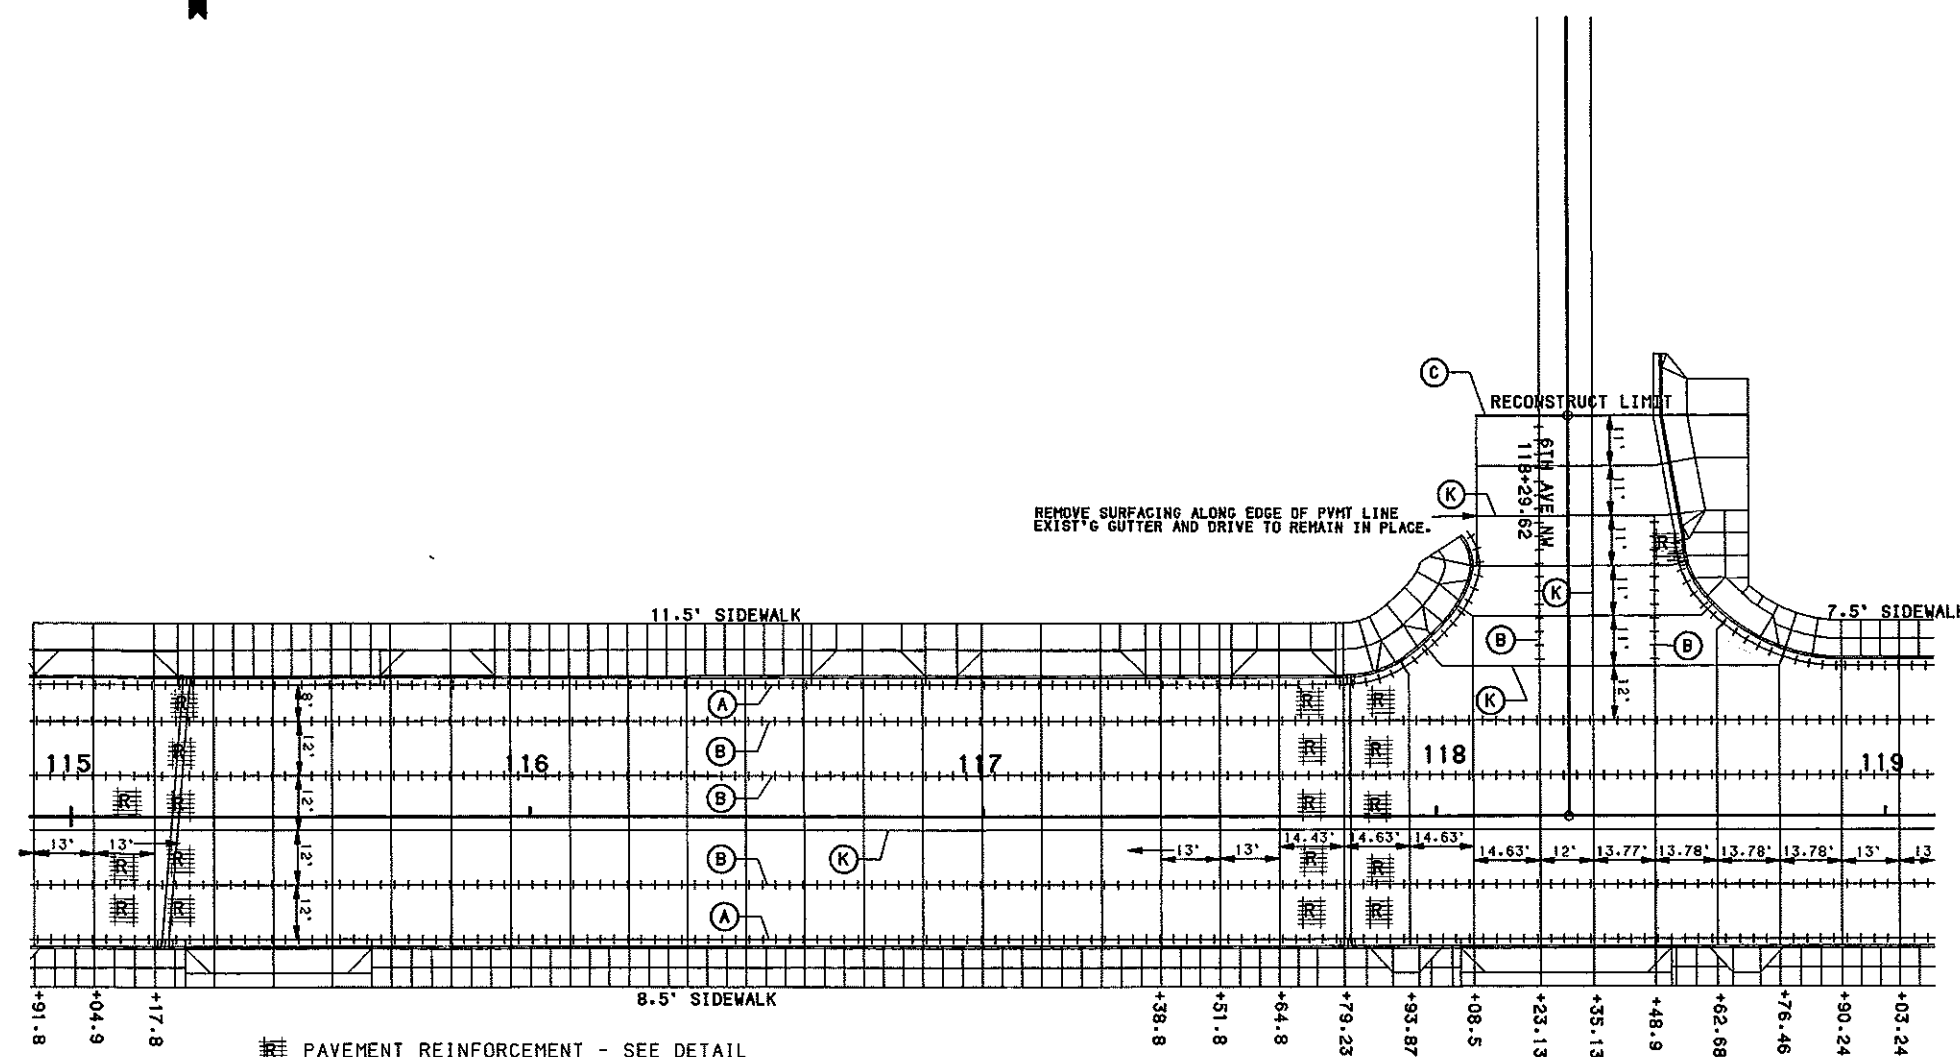 C
RECONSTRUCT LIMIT
11'
6TH AVE NW
118+29.62
11'
K
REMOVE SURFACING ALONG EDGE OF PVMT LINE
EXIST'G GUTTER AND DRIVE TO REMAIN IN PLACE.
11'
R
11'
K
11.5' SIDEWALK
7.5' SIDEWALK
B
11'
B
R
8'
A
R
R
K
12'
R
12'
B
R
R
115
116
117
118
119
R
R
12'
B
R
R
13'
13'
R
R
12'
B
K
13'
13'
14.43'
14.63'
14.63'
14.63'
12'
13.77'
13.78'
13.78'
13.78'
13'
13
R
R
R
R
12'
A
R
R
8.5' SIDEWALK
+91.8
+04.9
+17.8
+38.8
+51.8
+64.8
+79.23
+93.87
+08.5
+23.13
+35.13
+48.9
+62.68
+76.46
+90.24
+03.24
R PAVEMENT REINFORCEMENT - SEE DETAIL